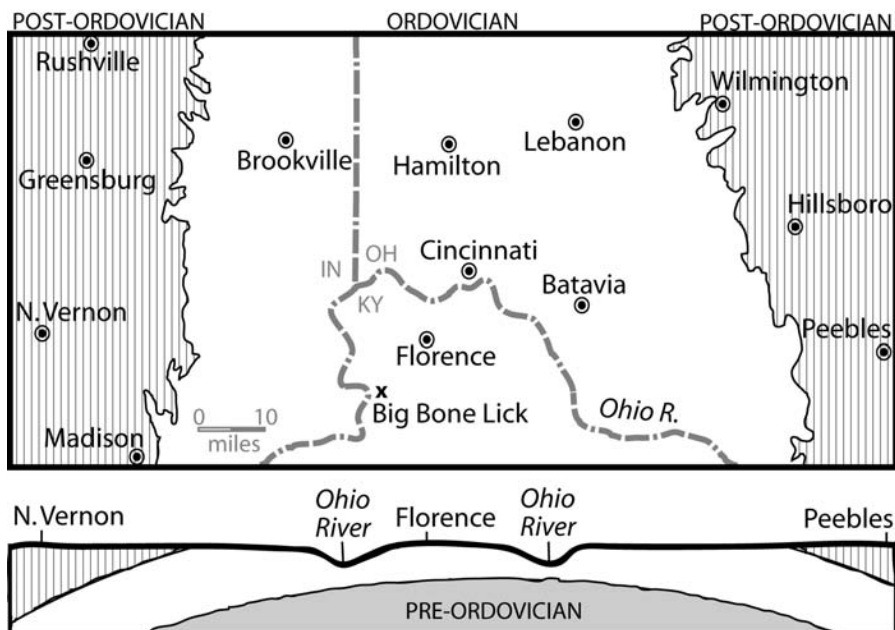 POST-ORDOVICIAN
ORDOVICIAN
POST-ORDOVICIAN
Rushville
Wilmington
Brookville
Hamilton
Lebanon
Greensburg
Hillsboro
IN
OH
Cincinnati
KY
Batavia
N. Vernon
Florence
Peebles
x
Big Bone Lick
Ohio R.
0 10
miles
Madison
N. Vernon
Ohio
River
Florence
Ohio
River
Peebles
PRE-ORDOVICIAN